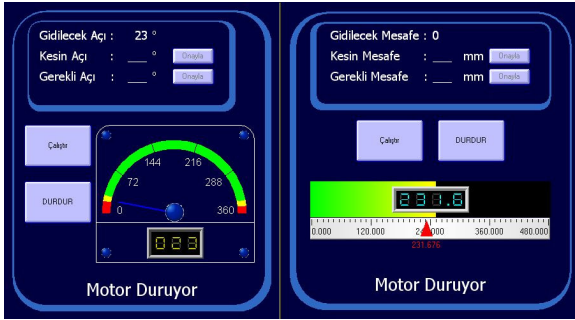 Gidilecek Açı : 23 °
Kesin Açı : ___ ° Onayla
Gerekli Açı : ___ ° Onayla
Çalıştır
DURDUR
0 72 144 216 288 360
023
Motor Duruyor
Gidilecek Mesafe : 0
Kesin Mesafe : ___ mm Onayla
Gerekli Mesafe : ___ mm Onayla
Çalıştır
DURDUR
231.6
0.000 120.000 240.000 360.000 480.000
231.676
Motor Duruyor